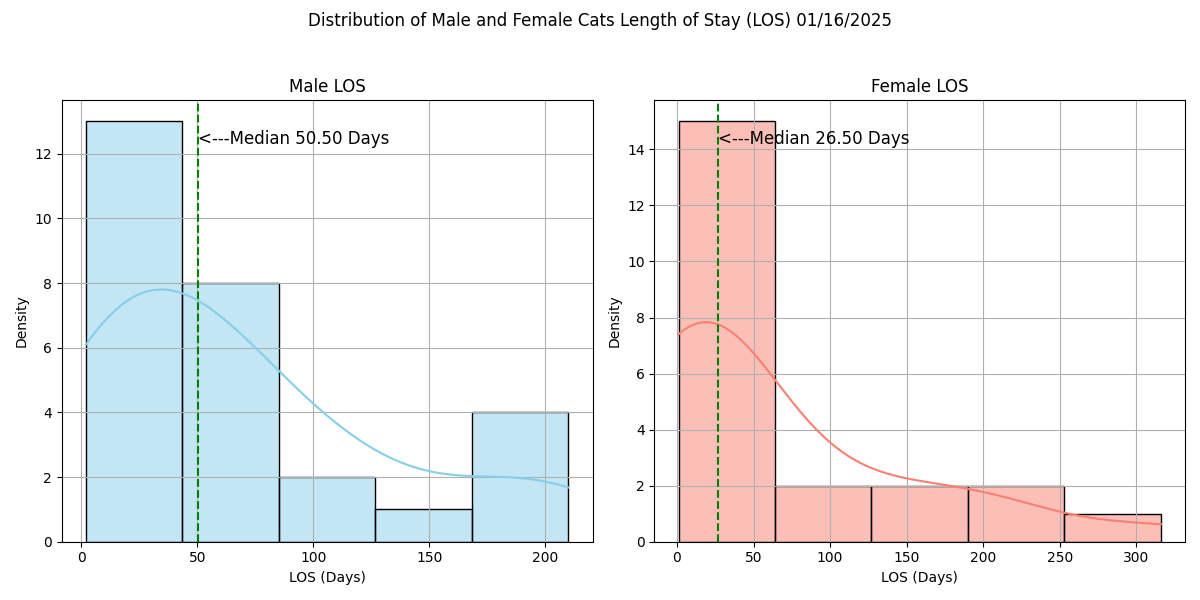 Distribution of Male and Female Cats Length of Stay (LOS) 01/16/2025
Male LOS
<---Median 50.50 Days
Density
12
10
8
6
4
2
0
0 50 100 150 200
LOS (Days)
Female LOS
<---Median 26.50 Days
Density
14
12
10
8
6
4
2
0
0 50 100 150 200 250 300
LOS (Days)